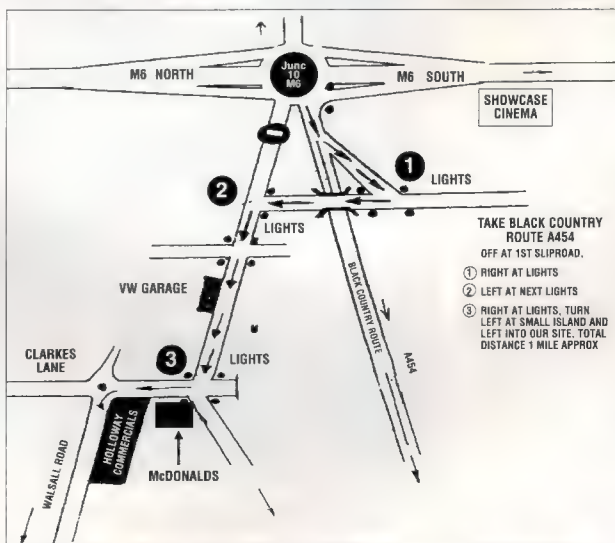 Junc
10
M6
M6 NORTH
M6 SOUTH
SHOWCASE
CINEMA
1
LIGHTS
2
LIGHTS
TAKE BLACK COUNTRY
ROUTE A454
OFF AT 1ST SLIPROAD.
1 RIGHT AT LIGHTS
2 LEFT AT NEXT LIGHTS
3 RIGHT AT LIGHTS, TURN
LEFT AT SMALL ISLAND AND
LEFT INTO OUR SITE. TOTAL
DISTANCE 1 MILE APPROX
BLACK COUNTRY ROUTE
A454
VW GARAGE
3
LIGHTS
CLARKES
LANE
HOLLOWAY
COMMERCIALS
McDONALDS
WALSALL ROAD